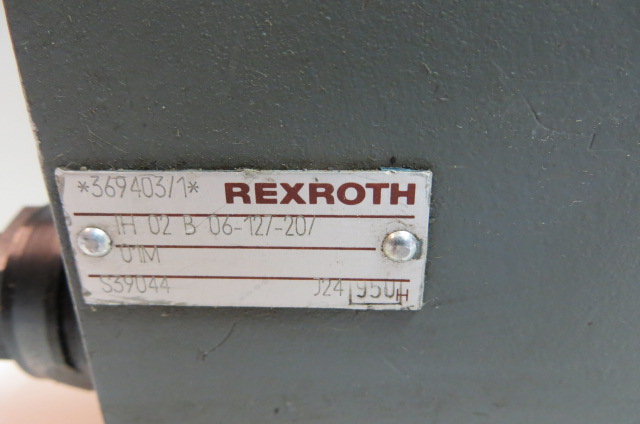 *369403/1* REXROTH
IH 02 B 06-12/-20/
01M
S39044 J24 950H